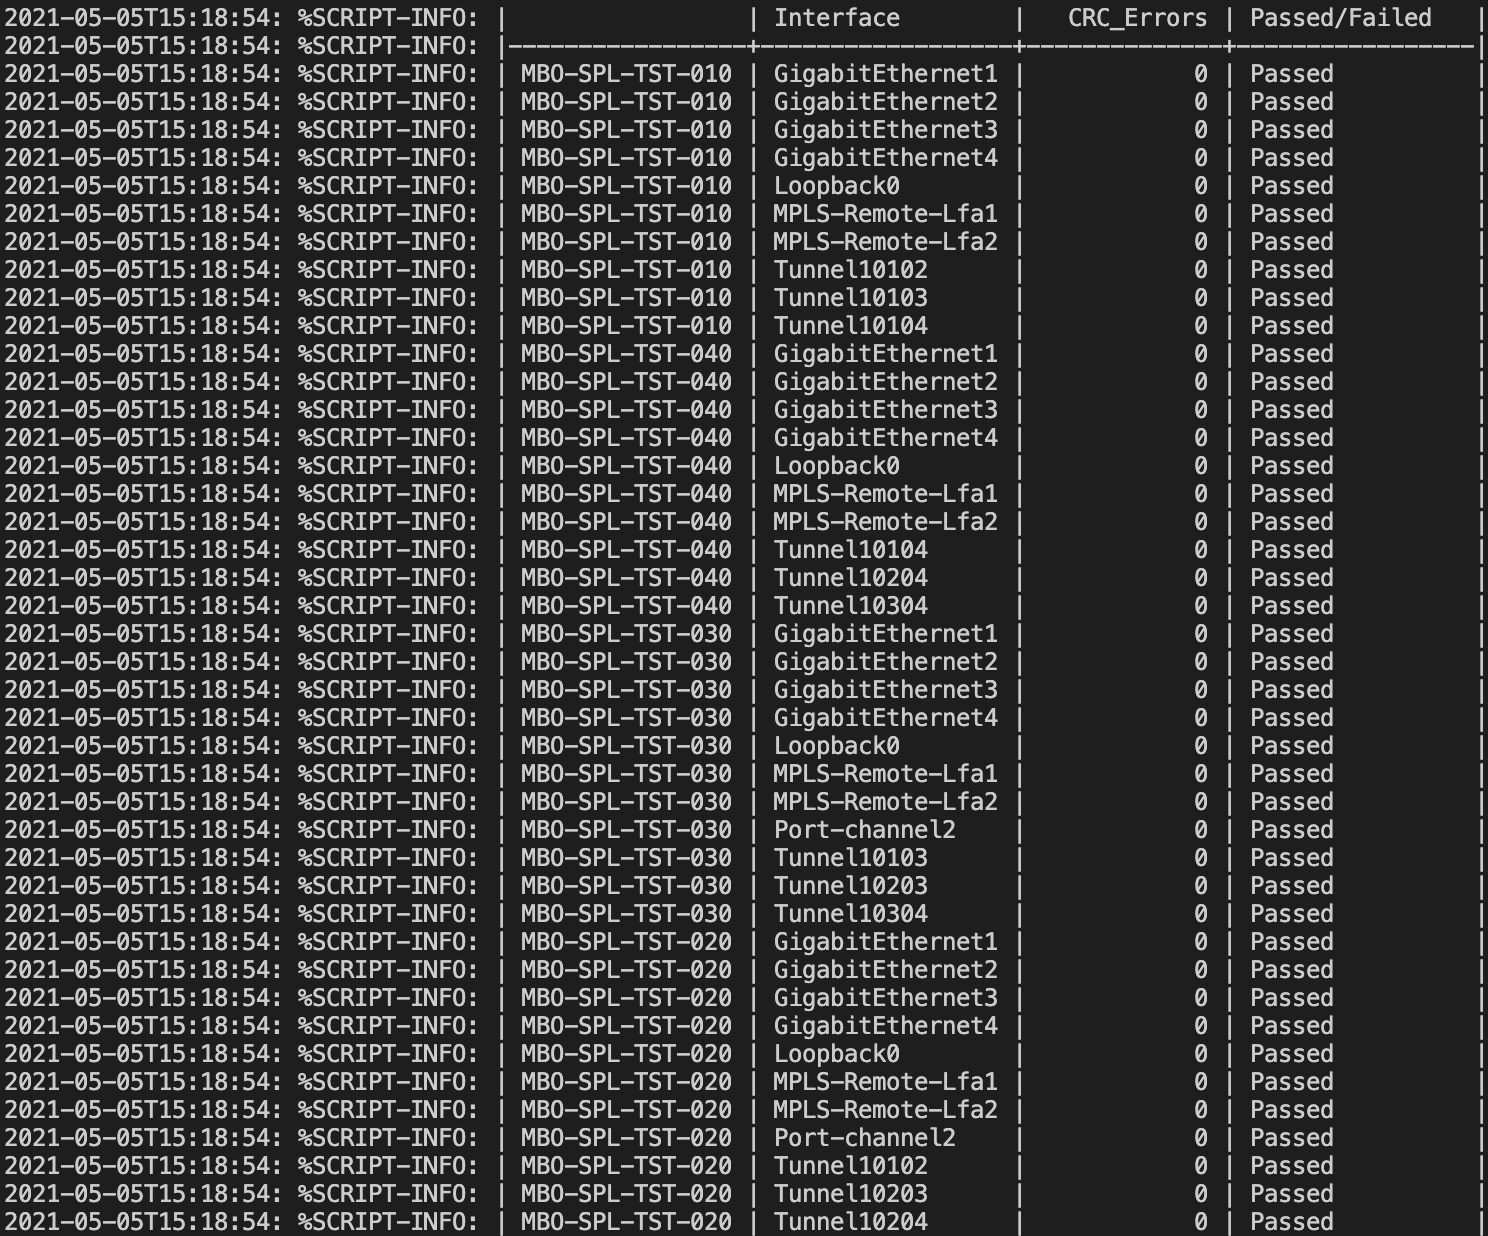 2021-05-05T15:18:54: %SCRIPT-INFO: |                 | Interface        |   CRC_Errors | Passed/Failed   |
2021-05-05T15:18:54: %SCRIPT-INFO: |-----------------+------------------+--------------+-----------------|
2021-05-05T15:18:54: %SCRIPT-INFO: | MBO-SPL-TST-010 | GigabitEthernet1 |            0 | Passed          |
2021-05-05T15:18:54: %SCRIPT-INFO: | MBO-SPL-TST-010 | GigabitEthernet2 |            0 | Passed          |
2021-05-05T15:18:54: %SCRIPT-INFO: | MBO-SPL-TST-010 | GigabitEthernet3 |            0 | Passed          |
2021-05-05T15:18:54: %SCRIPT-INFO: | MBO-SPL-TST-010 | GigabitEthernet4 |            0 | Passed          |
2021-05-05T15:18:54: %SCRIPT-INFO: | MBO-SPL-TST-010 | Loopback0        |            0 | Passed          |
2021-05-05T15:18:54: %SCRIPT-INFO: | MBO-SPL-TST-010 | MPLS-Remote-Lfa1 |            0 | Passed          |
2021-05-05T15:18:54: %SCRIPT-INFO: | MBO-SPL-TST-010 | MPLS-Remote-Lfa2 |            0 | Passed          |
2021-05-05T15:18:54: %SCRIPT-INFO: | MBO-SPL-TST-010 | Tunnel10102      |            0 | Passed          |
2021-05-05T15:18:54: %SCRIPT-INFO: | MBO-SPL-TST-010 | Tunnel10103      |            0 | Passed          |
2021-05-05T15:18:54: %SCRIPT-INFO: | MBO-SPL-TST-010 | Tunnel10104      |            0 | Passed          |
2021-05-05T15:18:54: %SCRIPT-INFO: | MBO-SPL-TST-040 | GigabitEthernet1 |            0 | Passed          |
2021-05-05T15:18:54: %SCRIPT-INFO: | MBO-SPL-TST-040 | GigabitEthernet2 |            0 | Passed          |
2021-05-05T15:18:54: %SCRIPT-INFO: | MBO-SPL-TST-040 | GigabitEthernet3 |            0 | Passed          |
2021-05-05T15:18:54: %SCRIPT-INFO: | MBO-SPL-TST-040 | GigabitEthernet4 |            0 | Passed          |
2021-05-05T15:18:54: %SCRIPT-INFO: | MBO-SPL-TST-040 | Loopback0        |            0 | Passed          |
2021-05-05T15:18:54: %SCRIPT-INFO: | MBO-SPL-TST-040 | MPLS-Remote-Lfa1 |            0 | Passed          |
2021-05-05T15:18:54: %SCRIPT-INFO: | MBO-SPL-TST-040 | MPLS-Remote-Lfa2 |            0 | Passed          |
2021-05-05T15:18:54: %SCRIPT-INFO: | MBO-SPL-TST-040 | Tunnel10104      |            0 | Passed          |
2021-05-05T15:18:54: %SCRIPT-INFO: | MBO-SPL-TST-040 | Tunnel10204      |            0 | Passed          |
2021-05-05T15:18:54: %SCRIPT-INFO: | MBO-SPL-TST-040 | Tunnel10304      |            0 | Passed          |
2021-05-05T15:18:54: %SCRIPT-INFO: | MBO-SPL-TST-030 | GigabitEthernet1 |            0 | Passed          |
2021-05-05T15:18:54: %SCRIPT-INFO: | MBO-SPL-TST-030 | GigabitEthernet2 |            0 | Passed          |
2021-05-05T15:18:54: %SCRIPT-INFO: | MBO-SPL-TST-030 | GigabitEthernet3 |            0 | Passed          |
2021-05-05T15:18:54: %SCRIPT-INFO: | MBO-SPL-TST-030 | GigabitEthernet4 |            0 | Passed          |
2021-05-05T15:18:54: %SCRIPT-INFO: | MBO-SPL-TST-030 | Loopback0        |            0 | Passed          |
2021-05-05T15:18:54: %SCRIPT-INFO: | MBO-SPL-TST-030 | MPLS-Remote-Lfa1 |            0 | Passed          |
2021-05-05T15:18:54: %SCRIPT-INFO: | MBO-SPL-TST-030 | MPLS-Remote-Lfa2 |            0 | Passed          |
2021-05-05T15:18:54: %SCRIPT-INFO: | MBO-SPL-TST-030 | Port-channel2    |            0 | Passed          |
2021-05-05T15:18:54: %SCRIPT-INFO: | MBO-SPL-TST-030 | Tunnel10103      |            0 | Passed          |
2021-05-05T15:18:54: %SCRIPT-INFO: | MBO-SPL-TST-030 | Tunnel10203      |            0 | Passed          |
2021-05-05T15:18:54: %SCRIPT-INFO: | MBO-SPL-TST-030 | Tunnel10304      |            0 | Passed          |
2021-05-05T15:18:54: %SCRIPT-INFO: | MBO-SPL-TST-020 | GigabitEthernet1 |            0 | Passed          |
2021-05-05T15:18:54: %SCRIPT-INFO: | MBO-SPL-TST-020 | GigabitEthernet2 |            0 | Passed          |
2021-05-05T15:18:54: %SCRIPT-INFO: | MBO-SPL-TST-020 | GigabitEthernet3 |            0 | Passed          |
2021-05-05T15:18:54: %SCRIPT-INFO: | MBO-SPL-TST-020 | GigabitEthernet4 |            0 | Passed          |
2021-05-05T15:18:54: %SCRIPT-INFO: | MBO-SPL-TST-020 | Loopback0        |            0 | Passed          |
2021-05-05T15:18:54: %SCRIPT-INFO: | MBO-SPL-TST-020 | MPLS-Remote-Lfa1 |            0 | Passed          |
2021-05-05T15:18:54: %SCRIPT-INFO: | MBO-SPL-TST-020 | MPLS-Remote-Lfa2 |            0 | Passed          |
2021-05-05T15:18:54: %SCRIPT-INFO: | MBO-SPL-TST-020 | Port-channel2    |            0 | Passed          |
2021-05-05T15:18:54: %SCRIPT-INFO: | MBO-SPL-TST-020 | Tunnel10102      |            0 | Passed          |
2021-05-05T15:18:54: %SCRIPT-INFO: | MBO-SPL-TST-020 | Tunnel10203      |            0 | Passed          |
2021-05-05T15:18:54: %SCRIPT-INFO: | MBO-SPL-TST-020 | Tunnel10204      |            0 | Passed          |